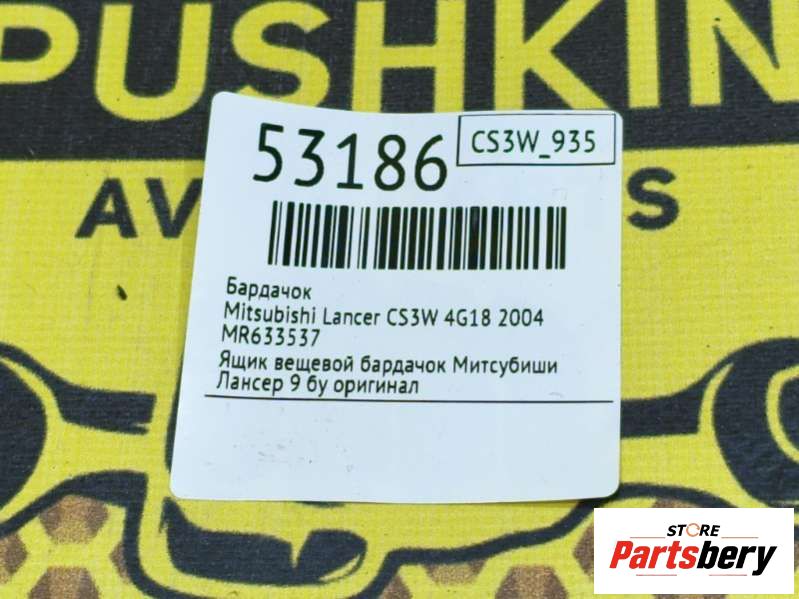 PUSHKIN
53186
CS3W_935
AV
S
Бардачок
Mitsubishi Lancer CS3W 4G18 2004
MR633537
Ящик вещевой бардачок Митсубиши
Лансер 9 бу оригинал
STORE
Partsbery